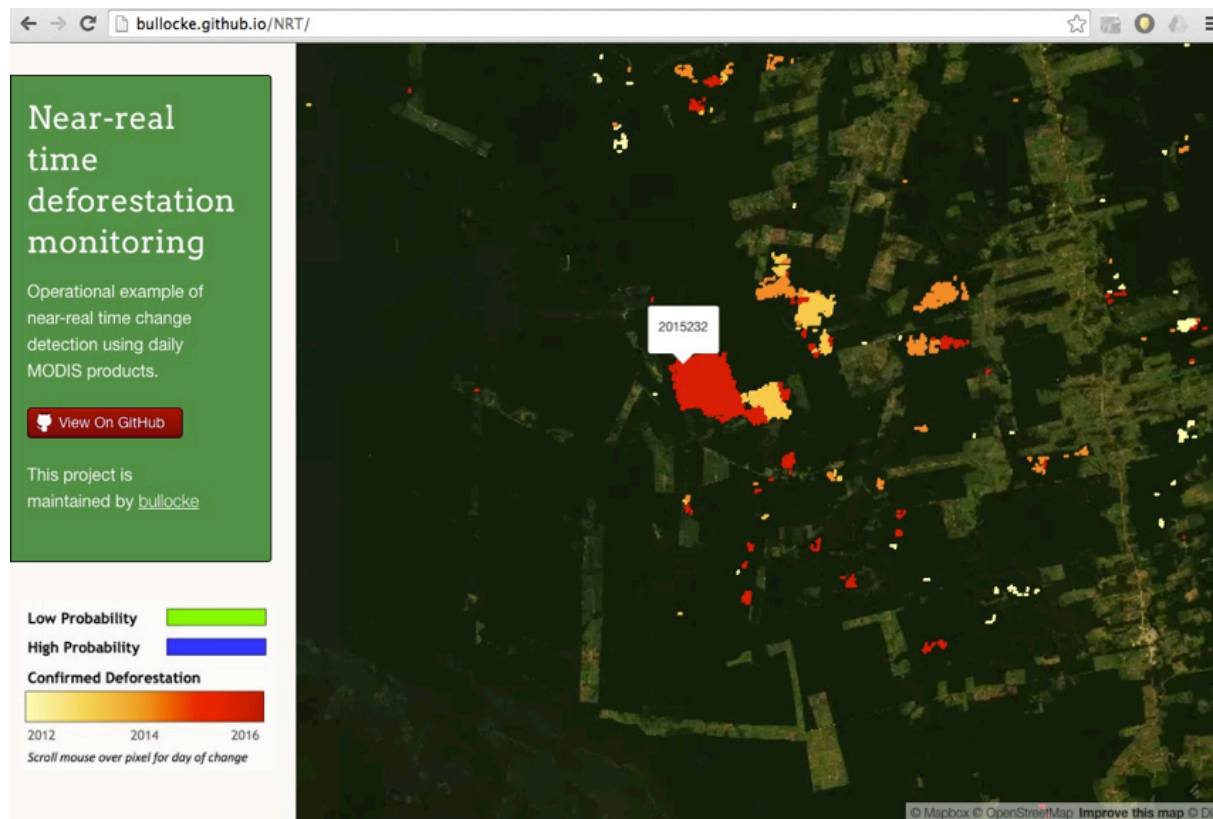 bullocke.github.io/NRT/
Near-real
time
deforestation
monitoring
Operational example of
near-real time change
detection using daily
MODIS products.
View On GitHub
This project is
maintained by bullocke
Low Probability
High Probability
Confirmed Deforestation
2012 2014 2016
Scroll mouse over pixel for day of change
2015232
© Mapbox © OpenStreetMap Improve this map © Di